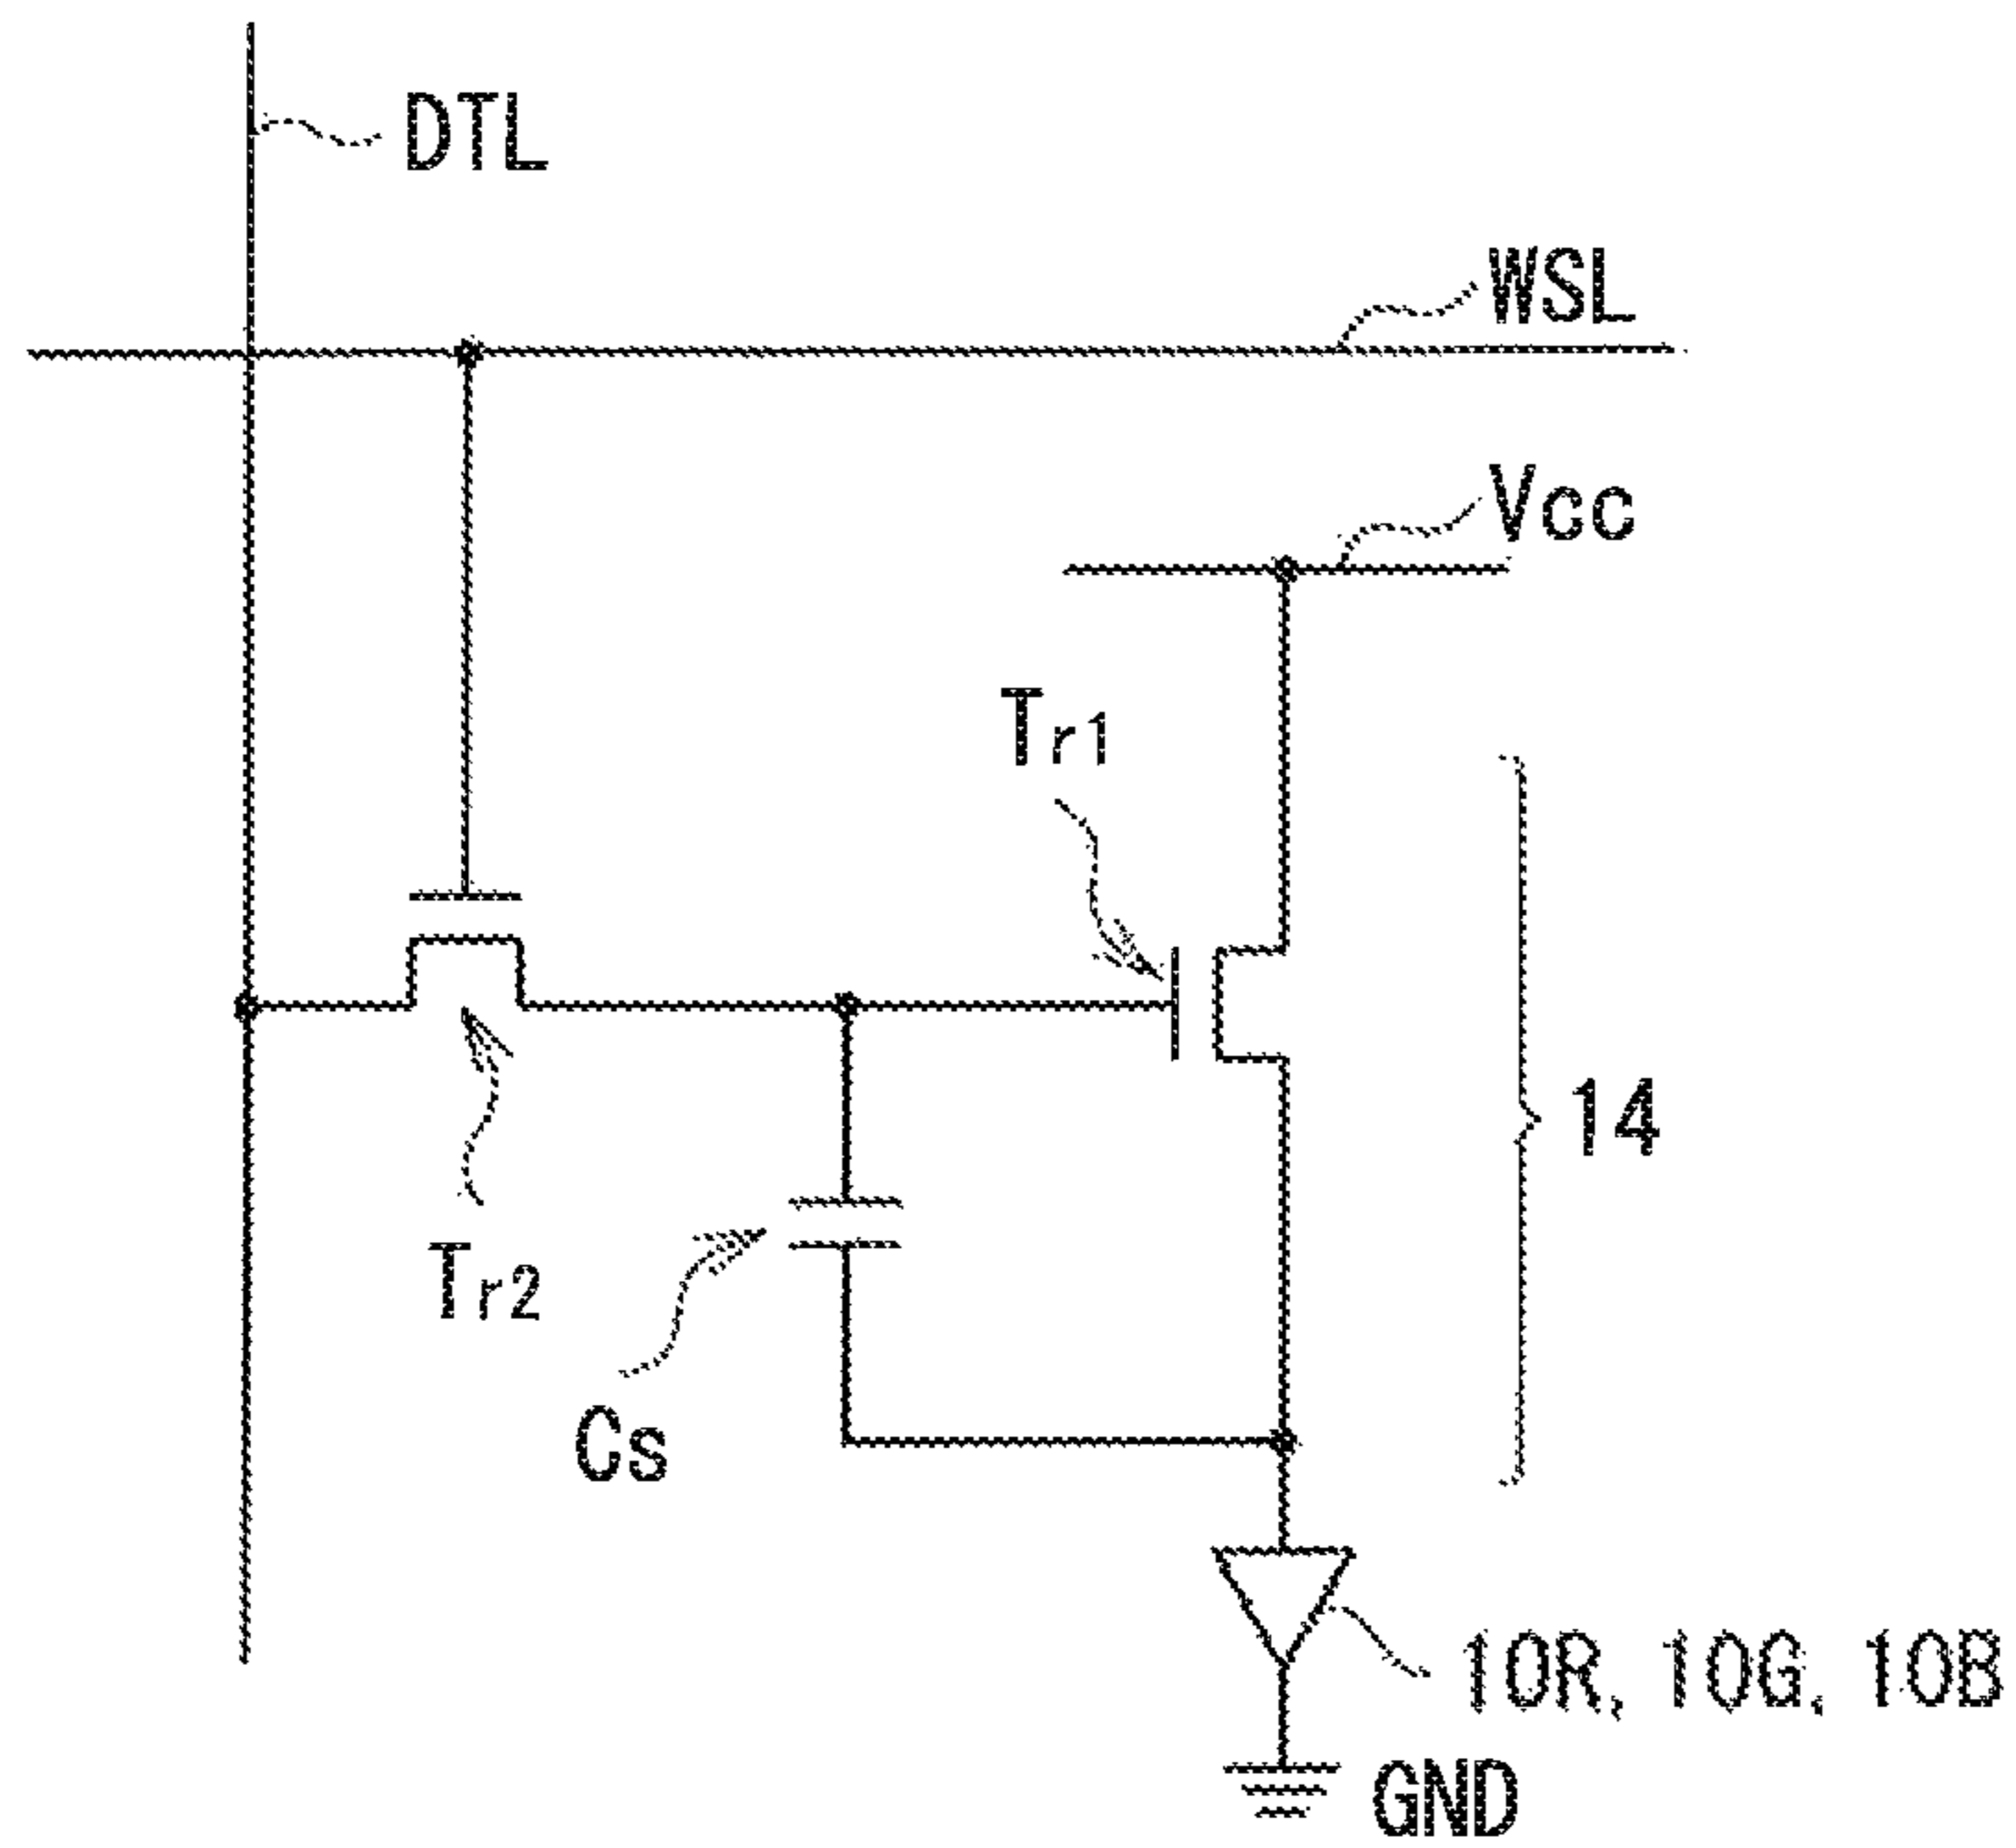 DTL
WSL
Vcc
Tr1
14
Tr2
Cs
10R, 10G, 10B
GND